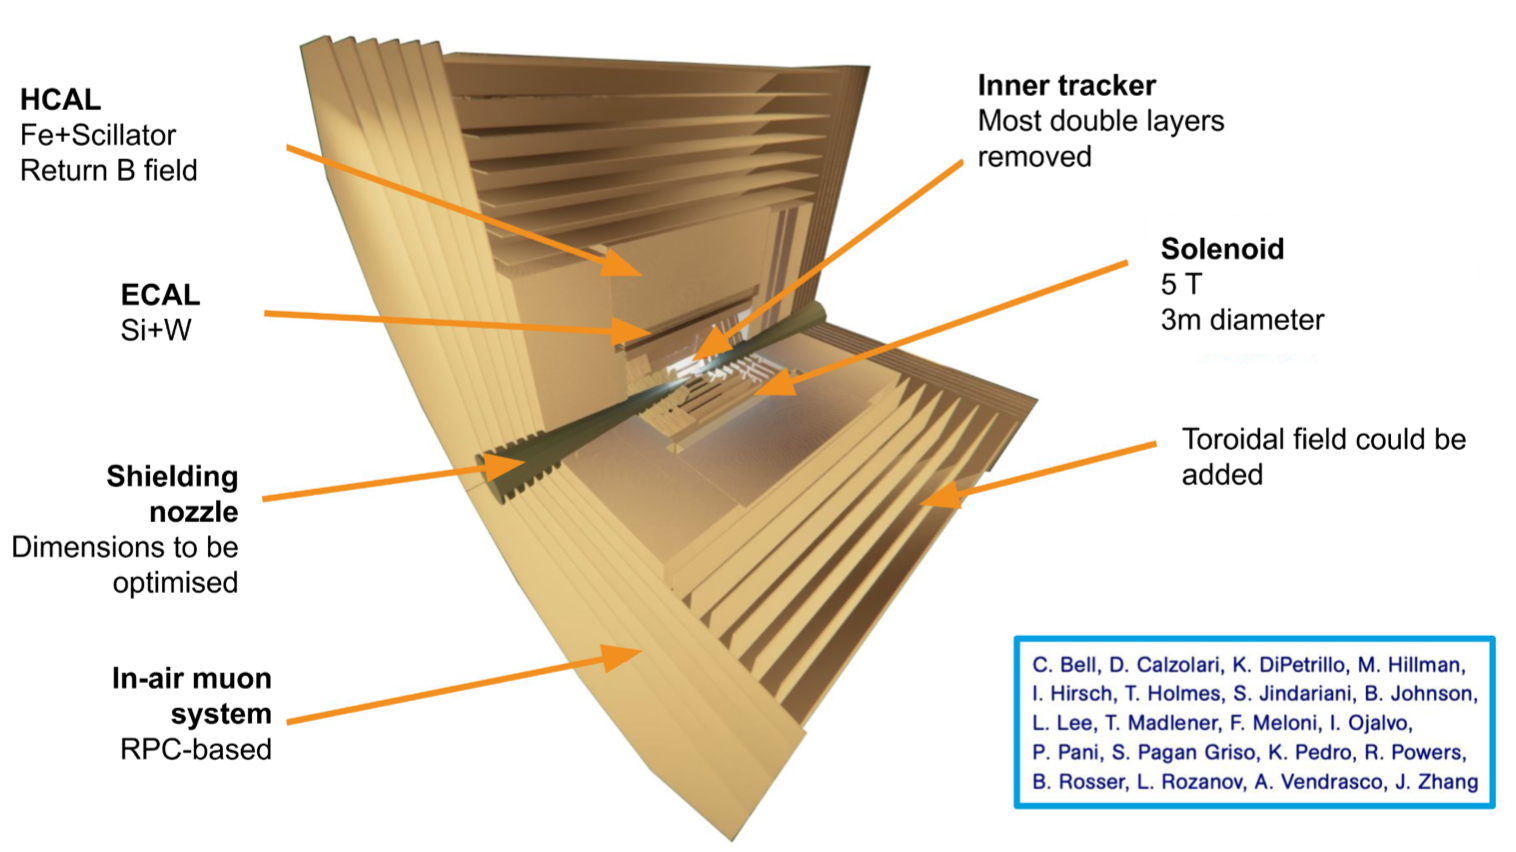 HCAL
Fe+Scillator
Return B field
ECAL
Si+W
Shielding
nozzle
Dimensions to be
optimised
In-air muon
system
RPC-based
Inner tracker
Most double layers
removed
Solenoid
5 T
3m diameter
Toroidal field could be
added
C. Bell, D. Calzolari, K. DiPetrillo, M. Hillman,
I. Hirsch, T. Holmes, S. Jindariani, B. Johnson,
L. Lee, T. Madlener, F. Meloni, I. Ojalvo,
P. Pani, S. Pagan Griso, K. Pedro, R. Powers,
B. Rosser, L. Rozanov, A. Vendrasco, J. Zhang